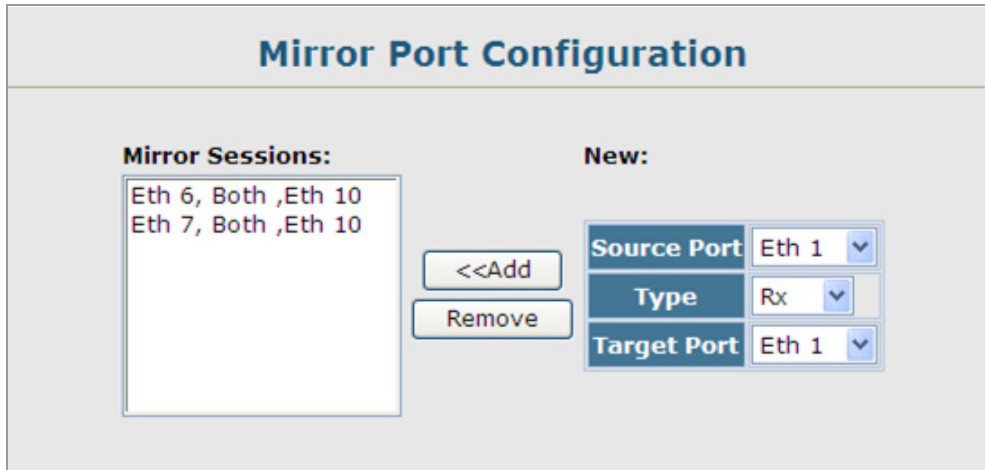 Mirror Port Configuration
Mirror Sessions:
New:
Eth 6, Both ,Eth 10
Eth 7, Both ,Eth 10
<<Add
Remove
Source Port Eth 1
Type Rx
Target Port Eth 1